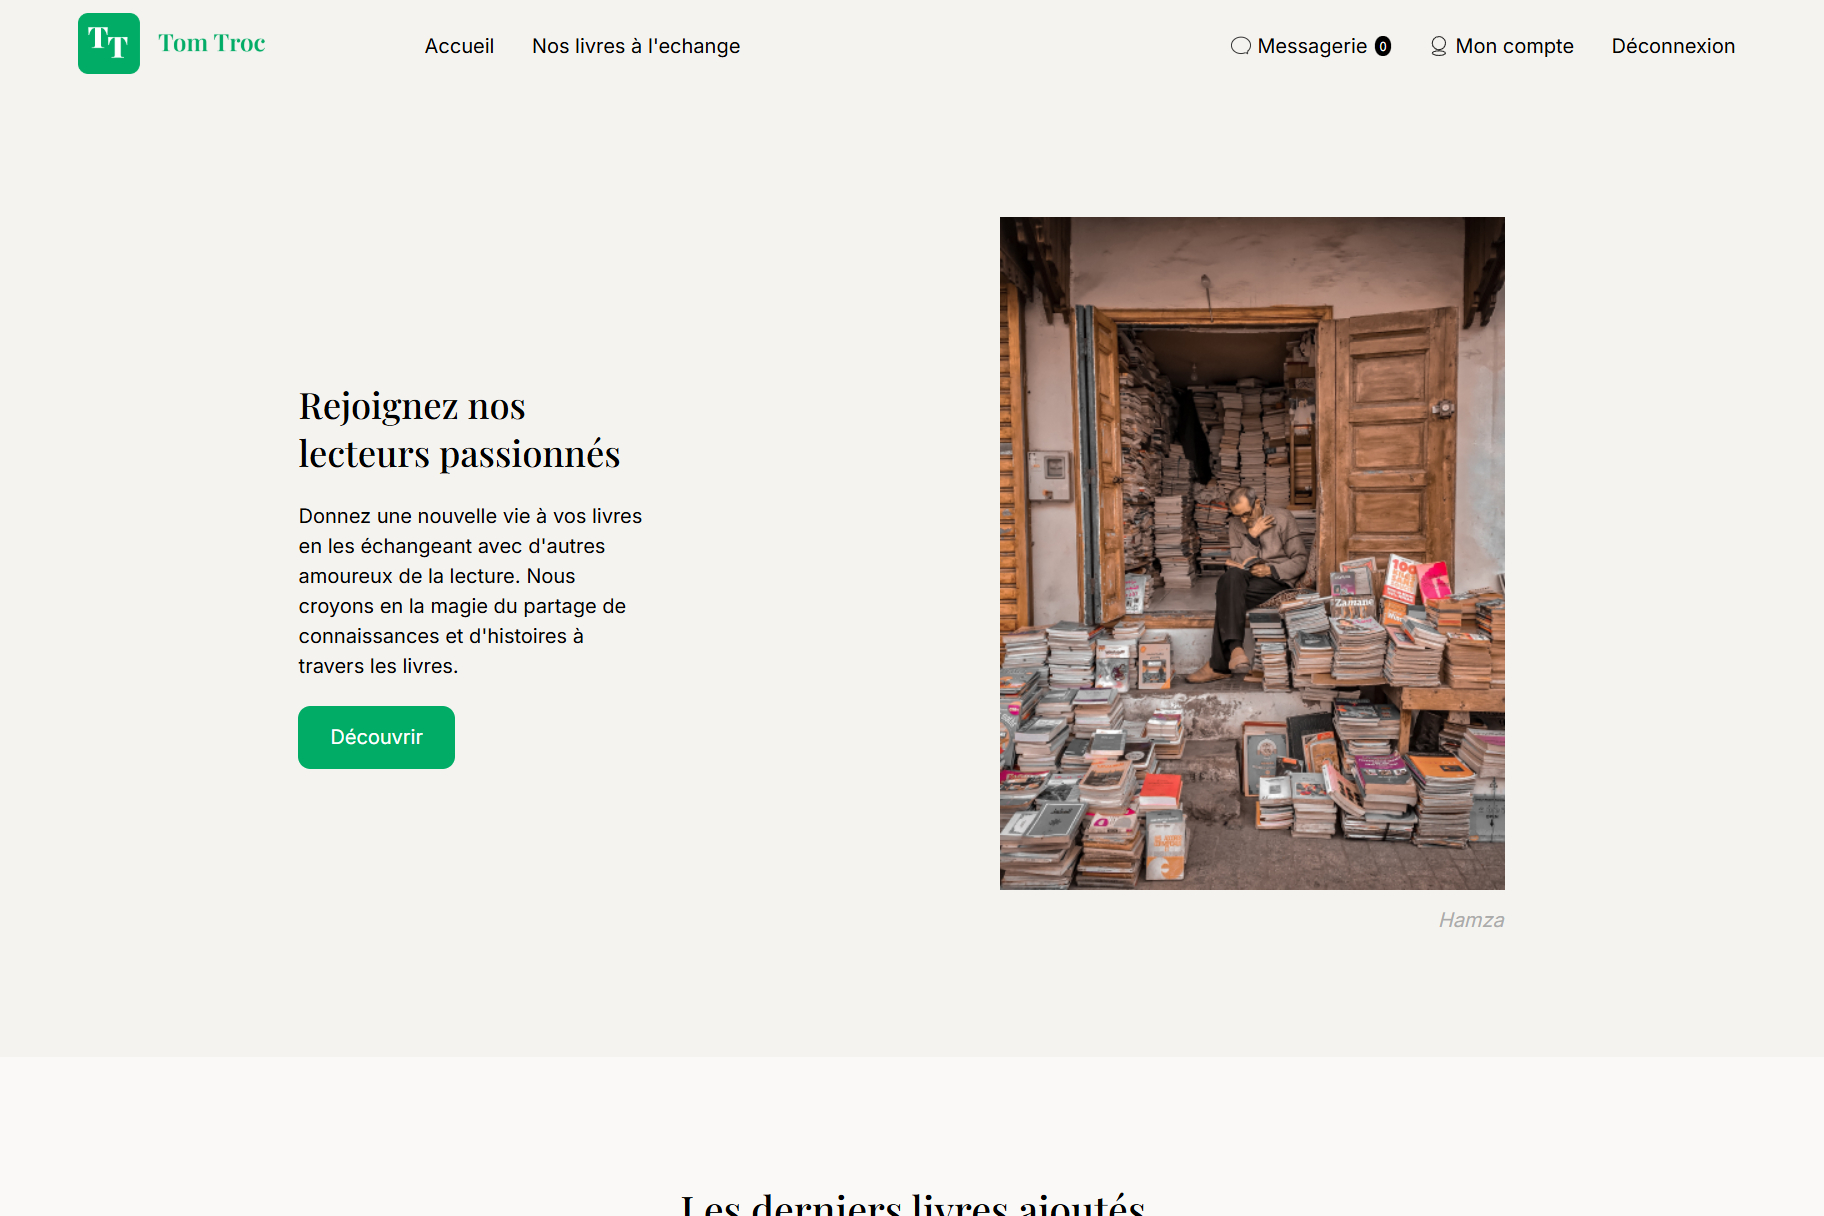 TT
Tom Troc
Accueil
Nos livres à l'echange
Messagerie 0
Mon compte
Déconnexion
Rejoignez nos
lecteurs passionnés
Donnez une nouvelle vie à vos livres
en les échangeant avec d'autres
amoureux de la lecture. Nous
croyons en la magie du partage de
connaissances et d'histoires à
travers les livres.
Découvrir
Zamane
Hamza
Les derniers livres ajoutés